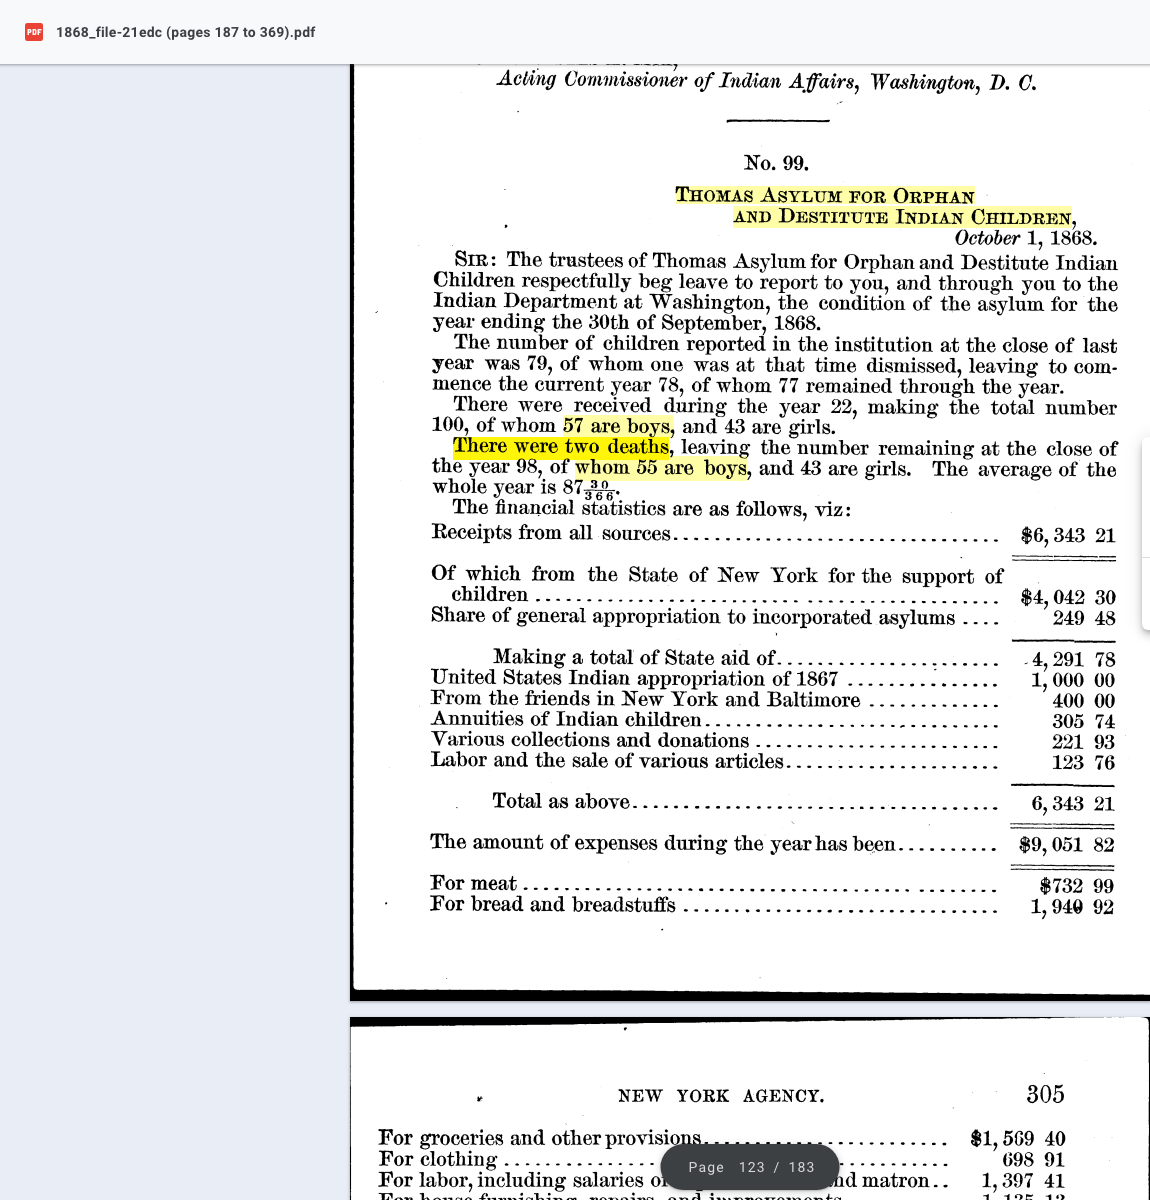 PDF 1868_file-21edc (pages 187 to 369).pdf
Acting Commissioner of Indian Affairs, Washington, D. C.
No. 99.
THOMAS ASYLUM FOR ORPHAN
AND DESTITUTE INDIAN CHILDREN,
October 1, 1868.
SIR: The trustees of Thomas Asylum for Orphan and Destitute Indian
Children respectfully beg leave to report to you, and through you to the
Indian Department at Washington, the condition of the asylum for the
year ending the 30th of September, 1868.
The number of children reported in the institution at the close of last
year was 79, of whom one was at that time dismissed, leaving to com-
mence the current year 78, of whom 77 remained through the year.
There were received during the year 22, making the total number
100, of whom 57 are boys, and 43 are girls.
There were two deaths, leaving the number remaining at the close of
the year 98, of whom 55 are boys, and 43 are girls. The average of the
whole year is 87 30/366.
The financial statistics are as follows, viz:
Receipts from all sources.............................. $6,343 21
Of which from the State of New York for the support of
children ........................................ $4,042 30
Share of general appropriation to incorporated asylums .... 249 48
Making a total of State aid of...................... 4,291 78
United States Indian appropriation of 1867 ............... 1,000 00
From the friends in New York and Baltimore ............. 400 00
Annuities of Indian children............................ 305 74
Various collections and donations ....................... 221 93
Labor and the sale of various articles..................... 123 76
Total as above.................................... 6,343 21
The amount of expenses during the year has been.......... $9,051 82
For meat .............................................. $732 99
For bread and breadstuffs ............................... 1,940 92
NEW YORK AGENCY. 305
For groceries and other provisions........................ $1,569 40
For clothing .......................... 698 91
For labor, including salaries of nd matron.. 1,397 41
For house furnishing, repairs, and improvements
Page 123 / 183